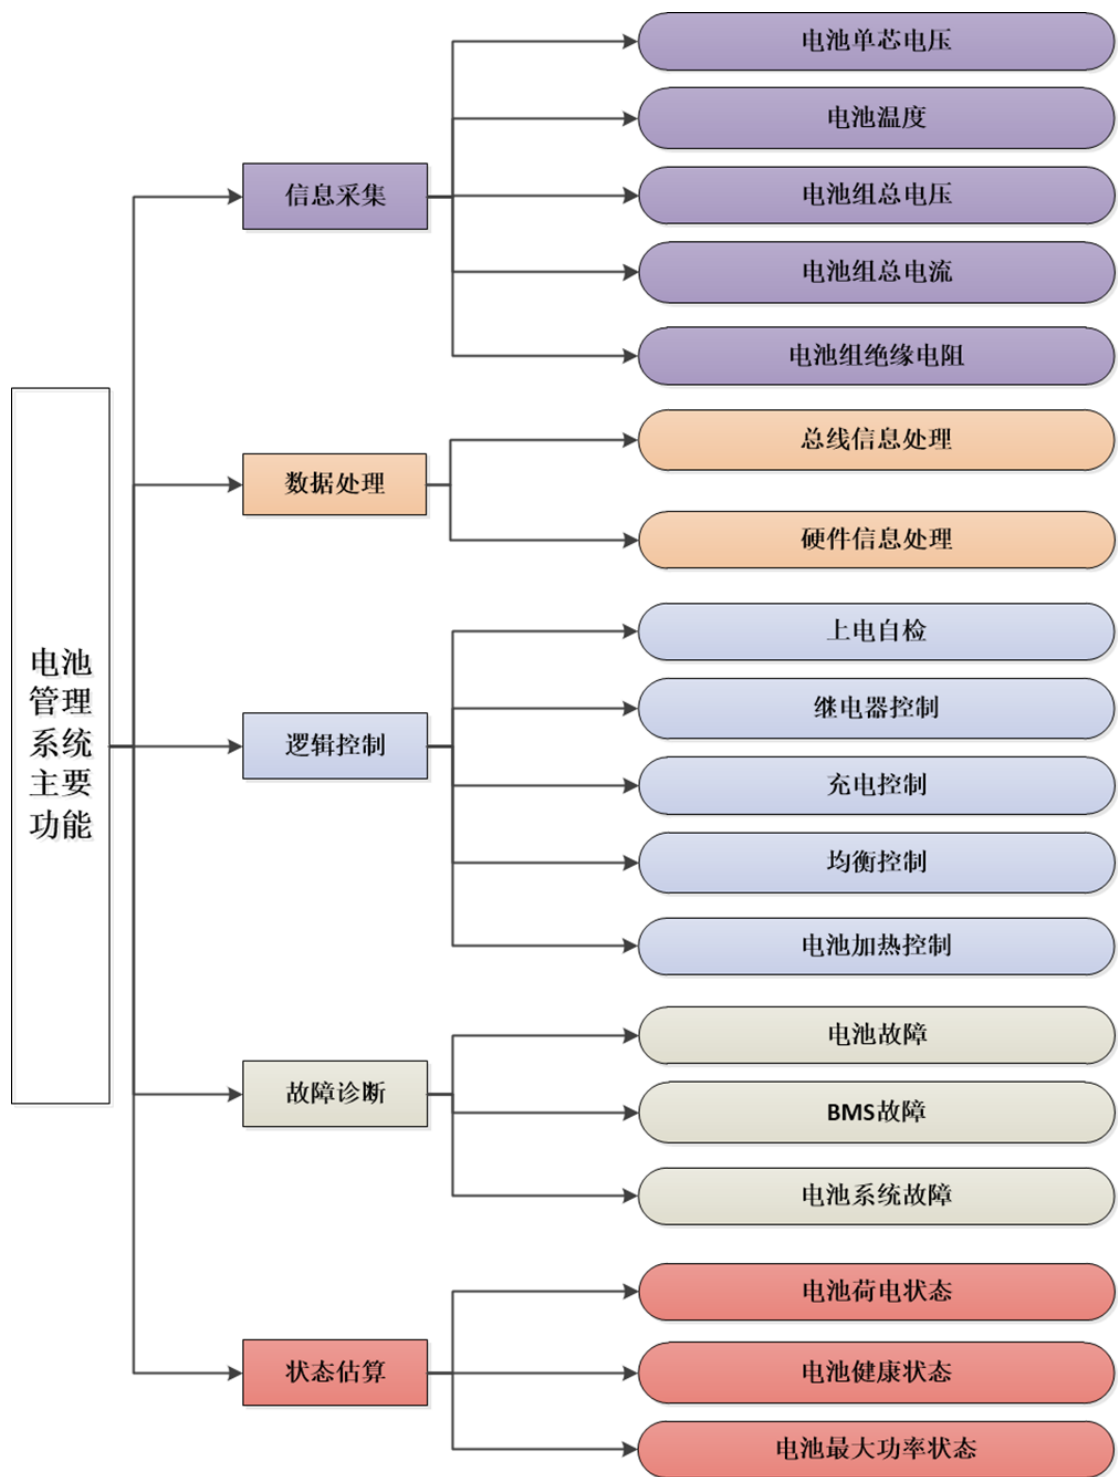 电池
管理
系统
主要
功能
信息采集
电池单芯电压
电池温度
电池组总电压
电池组总电流
电池组绝缘电阻
数据处理
总线信息处理
硬件信息处理
逻辑控制
上电自检
继电器控制
充电控制
均衡控制
电池加热控制
故障诊断
电池故障
BMS故障
电池系统故障
状态估算
电池荷电状态
电池健康状态
电池最大功率状态